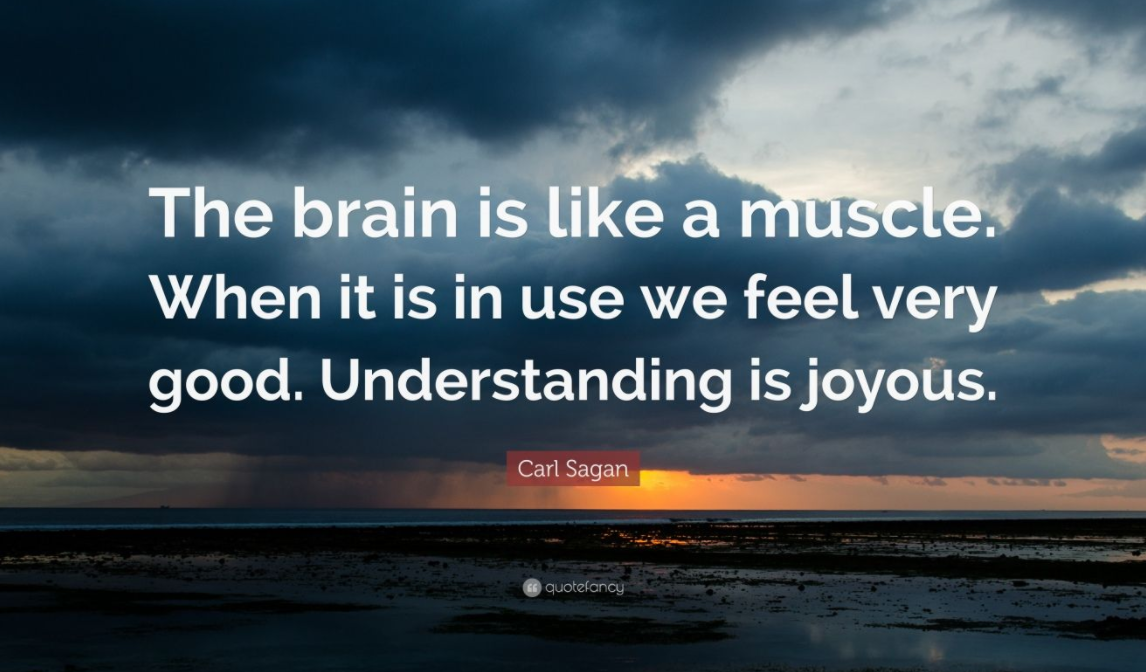 The brain is like a muscle.
When it is in use we feel very
good. Understanding is joyous.
Carl Sagan
quotefancy